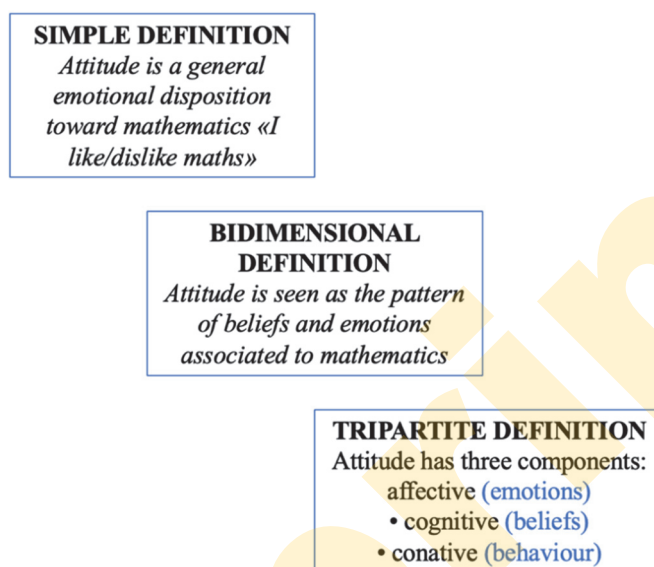 SIMPLE DEFINITION
Attitude is a general
emotional disposition
toward mathematics «I
like/dislike maths»
BIDIMENSIONAL
DEFINITION
Attitude is seen as the pattern
of beliefs and emotions
associated to mathematics
TRIPARTITE DEFINITION
Attitude has three components:
affective (emotions)
• cognitive (beliefs)
• conative (behaviour)